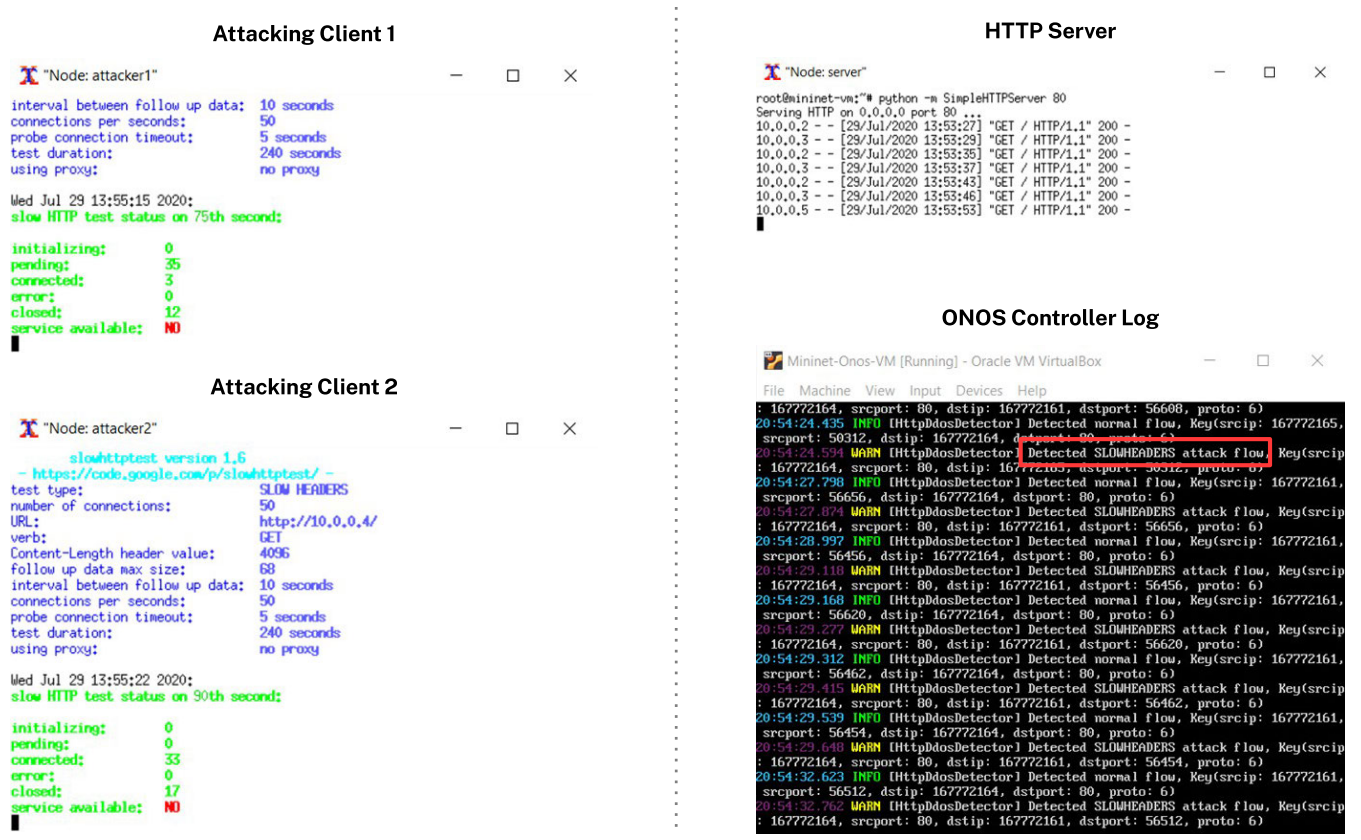 Attacking Client 1
"Node: attacker1"
interval between follow up data: 10 seconds
connections per seconds: 50
probe connection timeout: 5 seconds
test duration: 240 seconds
using proxy: no proxy
Wed Jul 29 13:55:15 2020:
slow HTTP test status on 75th second:
initializing: 0
pending: 35
connected: 3
error: 0
closed: 12
service available: NO
Attacking Client 2
"Node: attacker2"
slowhttptest version 1.6
- https://code.google.com/p/slowhttptest/ -
test type: SLOW HEADERS
number of connections: 50
URL: http://10.0.0.4/
verb: GET
Content-Length header value: 4096
follow up data max size: 68
interval between follow up data: 10 seconds
connections per seconds: 50
probe connection timeout: 5 seconds
test duration: 240 seconds
using proxy: no proxy
Wed Jul 29 13:55:22 2020:
slow HTTP test status on 90th second:
initializing: 0
pending: 0
connected: 33
error: 0
closed: 17
service available: NO
HTTP Server
"Node: server"
root@mininet-vm:~# python -m SimpleHTTPServer 80
Serving HTTP on 0.0.0.0 port 80 ...
10.0.0.2 - - [29/Jul/2020 13:53:27] "GET / HTTP/1.1" 200 -
10.0.0.3 - - [29/Jul/2020 13:53:29] "GET / HTTP/1.1" 200 -
10.0.0.2 - - [29/Jul/2020 13:53:35] "GET / HTTP/1.1" 200 -
10.0.0.3 - - [29/Jul/2020 13:53:37] "GET / HTTP/1.1" 200 -
10.0.0.2 - - [29/Jul/2020 13:53:43] "GET / HTTP/1.1" 200 -
10.0.0.3 - - [29/Jul/2020 13:53:46] "GET / HTTP/1.1" 200 -
10.0.0.5 - - [29/Jul/2020 13:53:53] "GET / HTTP/1.1" 200 -
ONOS Controller Log
Mininet-Onos-VM [Running] - Oracle VM VirtualBox
File Machine View Input Devices Help
: 167772164, srcport: 80, dstip: 167772161, dstport: 56608, proto: 6)
20:54:24.435 INFO [HttpDdosDetector] Detected normal flow, Key(srcip: 167772165,
srcport: 50312, dstip: 167772164, dstport: 80, proto: 6)
20:54:24.594 WARN [HttpDdosDetector] Detected SLOWHEADERS attack flow, Key(srcip
: 167772164, srcport: 80, dstip: 167772165, dstport: 50312, proto: 6)
20:54:27.798 INFO [HttpDdosDetector] Detected normal flow, Key(srcip: 167772161,
srcport: 56656, dstip: 167772164, dstport: 80, proto: 6)
20:54:27.874 WARN [HttpDdosDetector] Detected SLOWHEADERS attack flow, Key(srcip
: 167772164, srcport: 80, dstip: 167772161, dstport: 56656, proto: 6)
20:54:28.997 INFO [HttpDdosDetector] Detected normal flow, Key(srcip: 167772161,
srcport: 56456, dstip: 167772164, dstport: 80, proto: 6)
20:54:29.118 WARN [HttpDdosDetector] Detected SLOWHEADERS attack flow, Key(srcip
: 167772164, srcport: 80, dstip: 167772161, dstport: 56456, proto: 6)
20:54:29.168 INFO [HttpDdosDetector] Detected normal flow, Key(srcip: 167772161,
srcport: 56620, dstip: 167772164, dstport: 80, proto: 6)
20:54:29.277 WARN [HttpDdosDetector] Detected SLOWHEADERS attack flow, Key(srcip
: 167772164, srcport: 80, dstip: 167772161, dstport: 56620, proto: 6)
20:54:29.312 INFO [HttpDdosDetector] Detected normal flow, Key(srcip: 167772161,
srcport: 56462, dstip: 167772164, dstport: 80, proto: 6)
20:54:29.415 WARN [HttpDdosDetector] Detected SLOWHEADERS attack flow, Key(srcip
: 167772164, srcport: 80, dstip: 167772161, dstport: 56462, proto: 6)
20:54:29.539 INFO [HttpDdosDetector] Detected normal flow, Key(srcip: 167772161,
srcport: 56454, dstip: 167772164, dstport: 80, proto: 6)
20:54:29.648 WARN [HttpDdosDetector] Detected SLOWHEADERS attack flow, Key(srcip
: 167772164, srcport: 80, dstip: 167772161, dstport: 56454, proto: 6)
20:54:32.623 INFO [HttpDdosDetector] Detected normal flow, Key(srcip: 167772161,
srcport: 56512, dstip: 167772164, dstport: 80, proto: 6)
20:54:32.762 WARN [HttpDdosDetector] Detected SLOWHEADERS attack flow, Key(srcip
: 167772164, srcport: 80, dstip: 167772161, dstport: 56512, proto: 6)